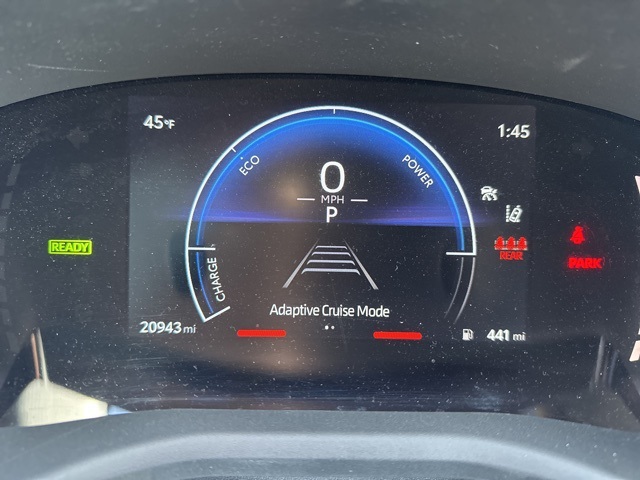 45°F
1:45
ECO
POWER
0
MPH
P
READY
REAR
PARK
CHARGE
Adaptive Cruise Mode
20943 mi
441 mi